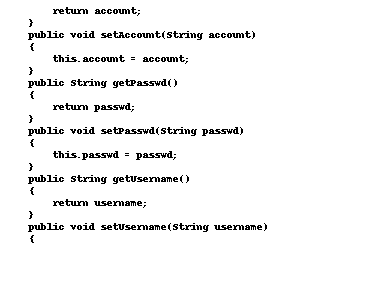 return account;
}
public void setAccount(String account)
{
this.account = account;
}
public String getPasswd()
{
return passwd;
}
public void setPasswd(String passwd)
{
this.passwd = passwd;
}
public String getUsername()
{
return username;
}
public void setUsername(String username)
{